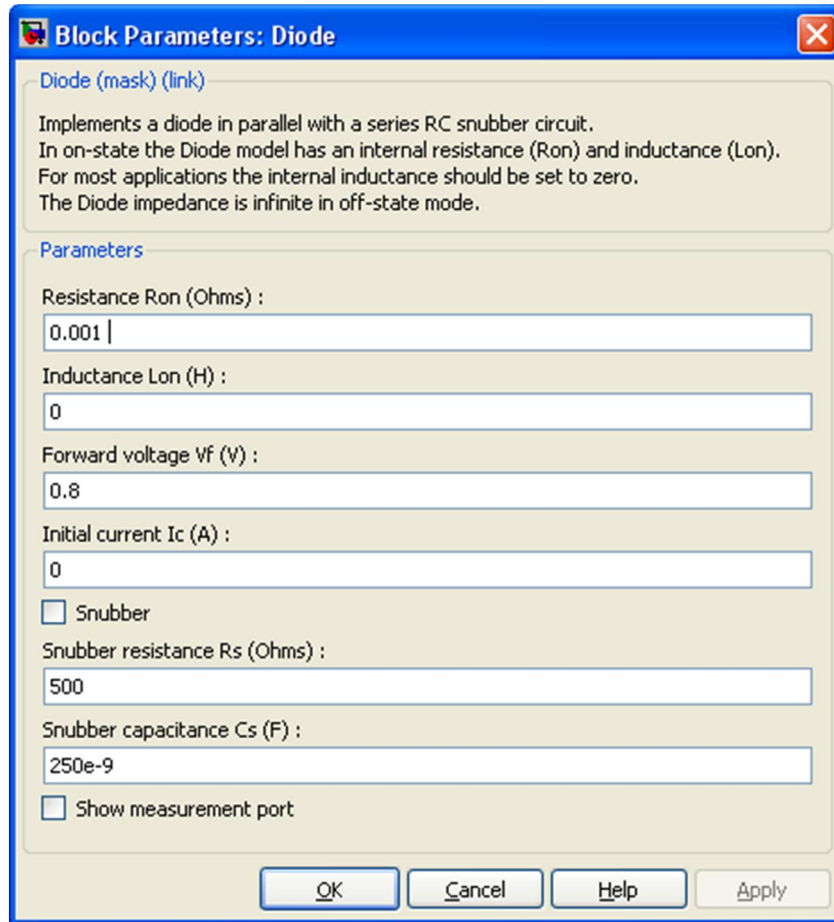 Block Parameters: Diode
Diode (mask) (link)
Implements a diode in parallel with a series RC snubber circuit.
In on-state the Diode model has an internal resistance (Ron) and inductance (Lon).
For most applications the internal inductance should be set to zero.
The Diode impedance is infinite in off-state mode.
Parameters
Resistance Ron (Ohms) :
0.001
Inductance Lon (H) :
0
Forward voltage Vf (V) :
0.8
Initial current Ic (A) :
0
Snubber
Snubber resistance Rs (Ohms) :
500
Snubber capacitance Cs (F) :
250e-9
Show measurement port
OK Cancel Help Apply